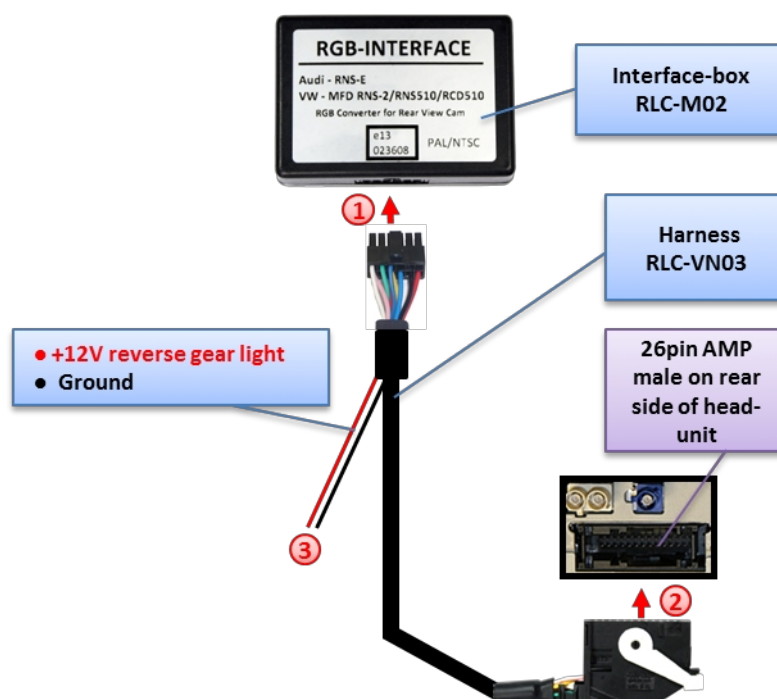 RGB-INTERFACE
Audi - RNS-E
VW - MFD RNS-2/RNS510/RCD510
RGB Converter for Rear View Cam
e13
023608
PAL/NTSC
Interface-box
RLC-M02
1
Harness
RLC-VN03
• +12V reverse gear light
• Ground
26pin AMP
male on rear
side of head-
unit
3
2